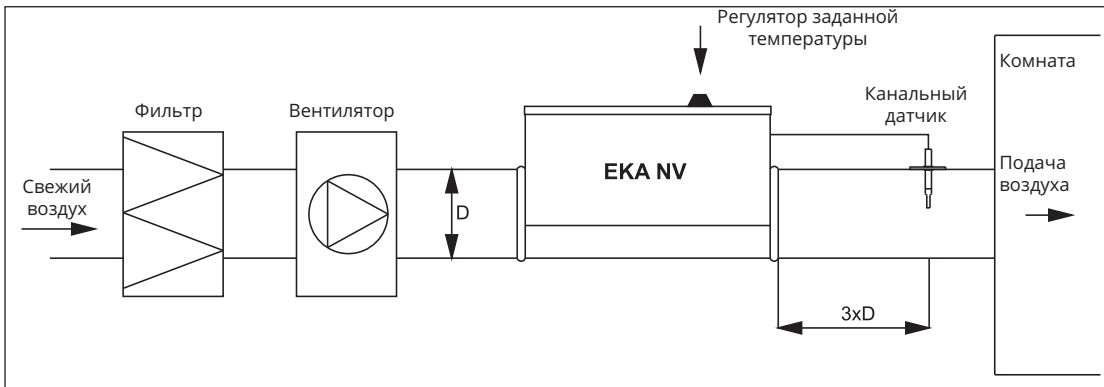 Регулятор заданной
температуры
Комната
Канальный
датчик
Фильтр
Вентилятор
EKA NV
Подача
воздуха
Свежий
воздух
D
3xD